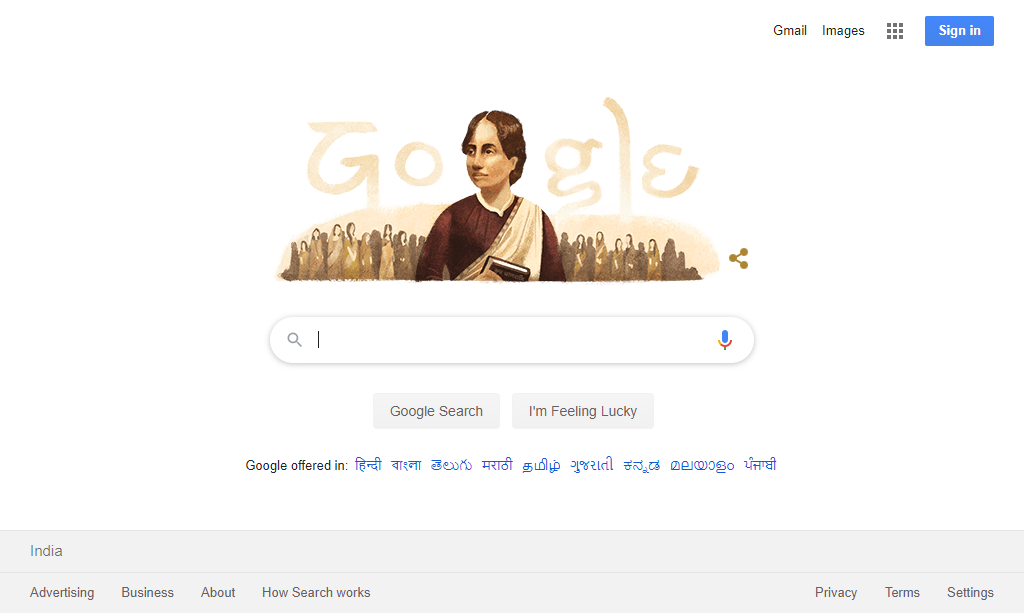 Gmail Images Sign in
Google
Google Search I'm Feeling Lucky
Google offered in: हिन्दी বাংলা తెలుగు मराठी தமிழ் ગુજરાતી ಕನ್ನಡ മലയാളം ਪੰਜਾਬੀ
India
Advertising Business About How Search works Privacy Terms Settings